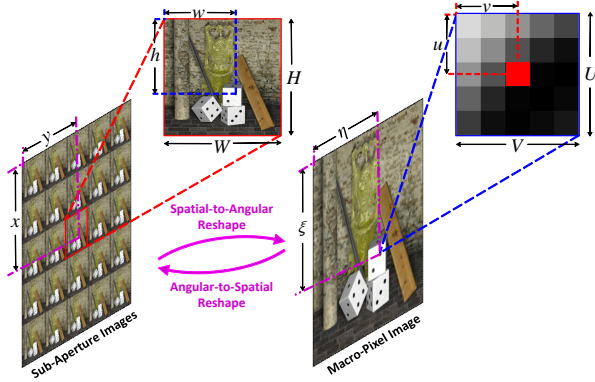 w
h
H
W
v
u
U
V
y
x
η
ξ
Spatial-to-Angular
Reshape
Angular-to-Spatial
Reshape
Sub-Aperture Images
Macro-Pixel Image